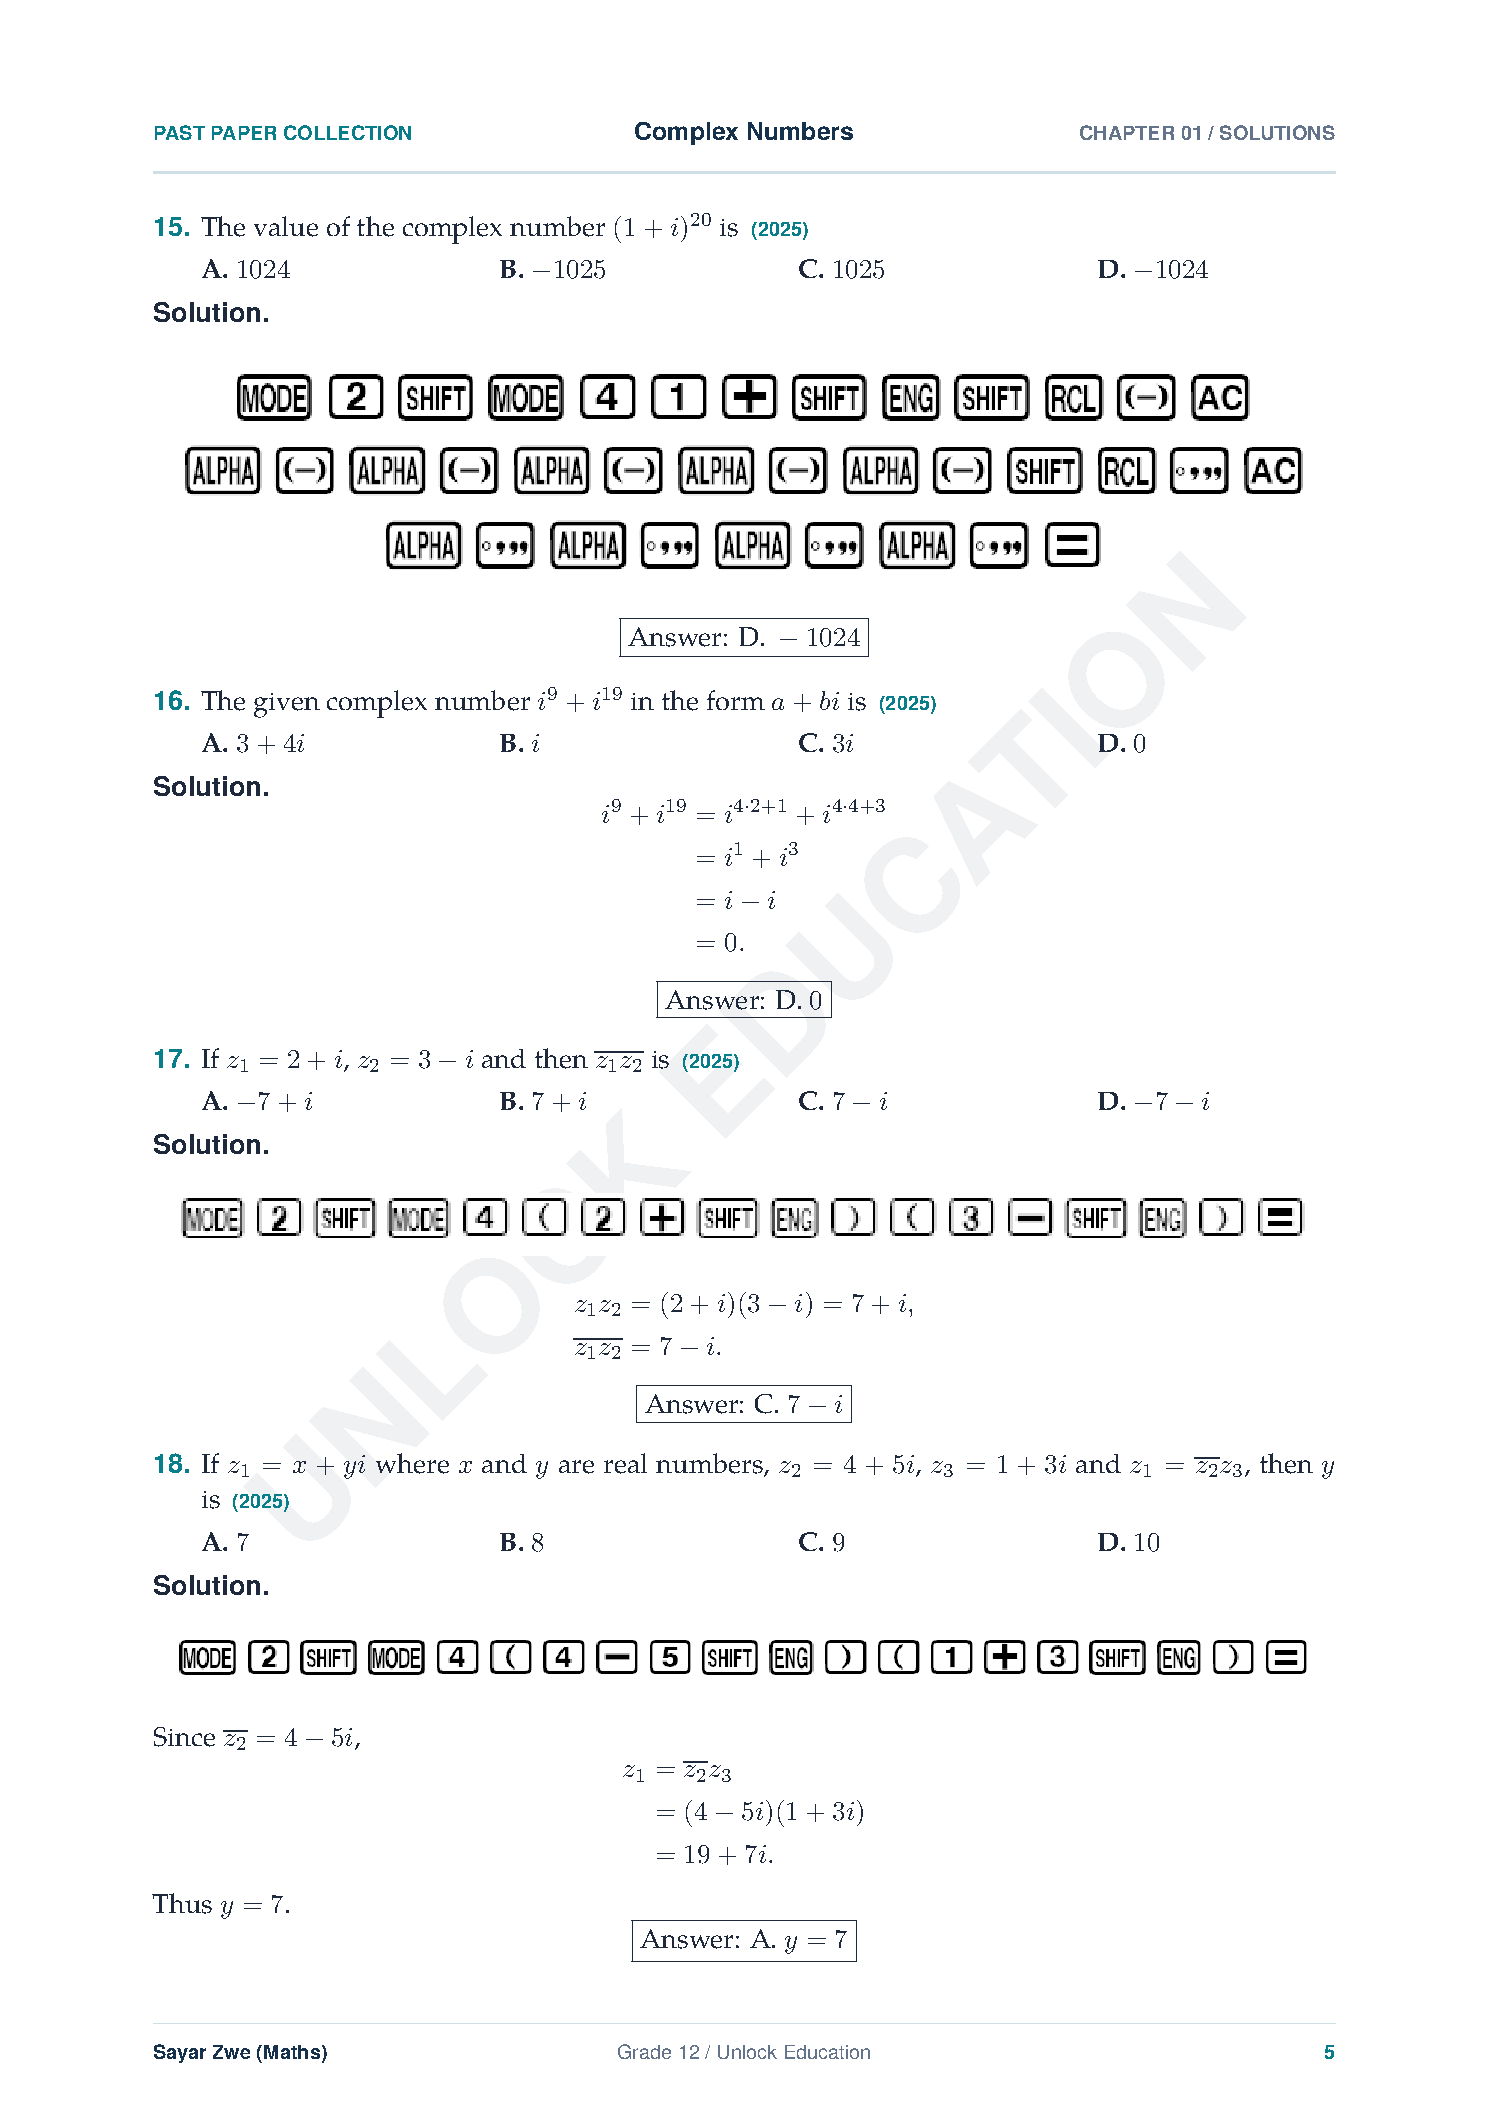 PAST PAPER COLLECTION Complex Numbers CHAPTER 01 / SOLUTIONS
15. The value of the complex number (1 + i)^20 is (2025)
A. 1024 B. −1025 C. 1025 D. −1024
Solution.
MODE 2 SHIFT MODE 4 1 + SHIFT ENG SHIFT RCL (−) AC
ALPHA (−) ALPHA (−) ALPHA (−) ALPHA (−) ALPHA (−) SHIFT RCL °,,, AC
ALPHA °,,, ALPHA °,,, ALPHA °,,, ALPHA °,,, =
Answer: D. − 1024
16. The given complex number i^9 + i^19 in the form a + bi is (2025)
A. 3 + 4i B. i C. 3i D. 0
Solution.
i^9 + i^19 = i^{4·2+1} + i^{4·4+3}
= i^1 + i^3
= i − i
= 0.
Answer: D. 0
17. If z₁ = 2 + i, z₂ = 3 − i and then \overline{z₁z₂} is (2025)
A. −7 + i B. 7 + i C. 7 − i D. −7 − i
Solution.
MODE 2 SHIFT MODE 4 ( 2 + SHIFT ENG ) ( 3 − SHIFT ENG ) =
z₁z₂ = (2 + i)(3 − i) = 7 + i,
\overline{z₁z₂} = 7 − i.
Answer: C. 7 − i
18. If z₁ = x + yi where x and y are real numbers, z₂ = 4 + 5i, z₃ = 1 + 3i and z₁ = \overline{z₂}z₃, then y
is (2025)
A. 7 B. 8 C. 9 D. 10
Solution.
MODE 2 SHIFT MODE 4 ( 4 − 5 SHIFT ENG ) ( 1 + 3 SHIFT ENG ) =
Since \overline{z₂} = 4 − 5i,
z₁ = \overline{z₂}z₃
= (4 − 5i)(1 + 3i)
= 19 + 7i.
Thus y = 7.
Answer: A. y = 7
UNLOCK EDUCATION
Sayar Zwe (Maths) Grade 12 / Unlock Education 5